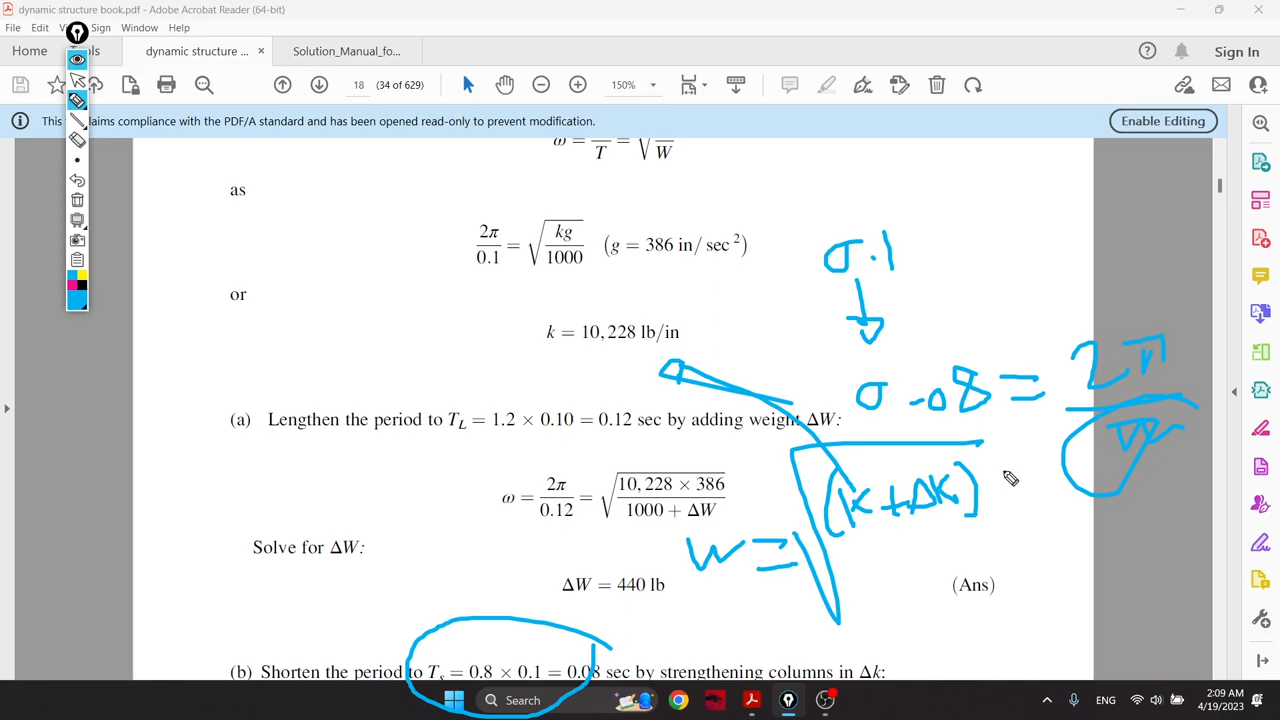 dynamic structure book.pdf - Adobe Acrobat Reader (64-bit)
File Edit Sign Window Help
Home dynamic structure ... × Solution_Manual_fo... Sign In
18 (34 of 629) 150%
This claims compliance with the PDF/A standard and has been opened read-only to prevent modification. Enable Editing
ω = / T = √ / W
as
2π / 0.1 = √ kg / 1000 (g = 386 in/ sec 2)
or
k = 10, 228 lb/in
0.1
0.08 = 2π
(a) Lengthen the period to TL = 1.2 × 0.10 = 0.12 sec by adding weight ΔW:
ω = 2π / 0.12 = √ 10, 228 × 386 / 1000 + ΔW
(k + Δk)
w =
Solve for ΔW:
ΔW = 440 lb (Ans)
(b) Shorten the period to Ts = 0.8 × 0.1 = 0.08 sec by strengthening columns in Δk:
Search ENG 2:09 AM
4/19/2023